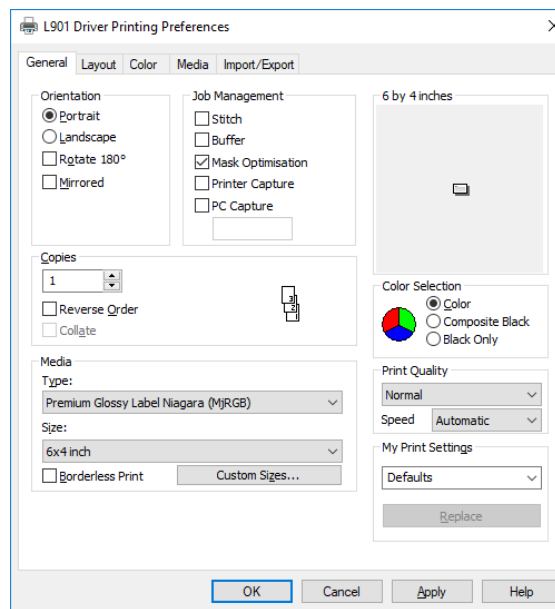 L901 Driver Printing Preferences
General Layout Color Media Import/Export
Orientation
Portrait
Landscape
Rotate 180°
Mirrored
Job Management
Stitch
Buffer
Mask Optimisation
Printer Capture
PC Capture
6 by 4 inches
Copies
1
Reverse Order
Collate
3
2
1
Color Selection
Color
Composite Black
Black Only
Media
Type:
Premium Glossy Label Niagara (MjRGB)
Size:
6x4 inch
Borderless Print
Custom Sizes...
Print Quality
Normal
Speed Automatic
My Print Settings
Defaults
Replace
OK Cancel Apply Help